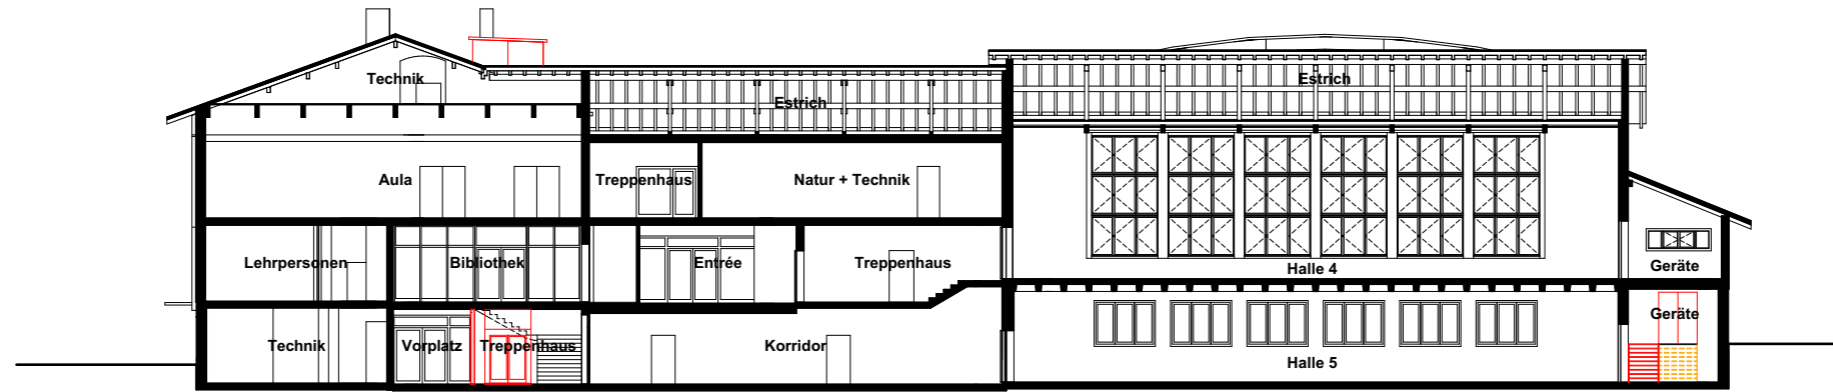 Technik
Estrich
Estrich
Aula
Treppenhaus
Natur + Technik
Lehrpersonen
Bibliothek
Entrée
Treppenhaus
Halle 4
Geräte
Technik
Vorplatz
Treppenhaus
Korridor
Halle 5
Geräte